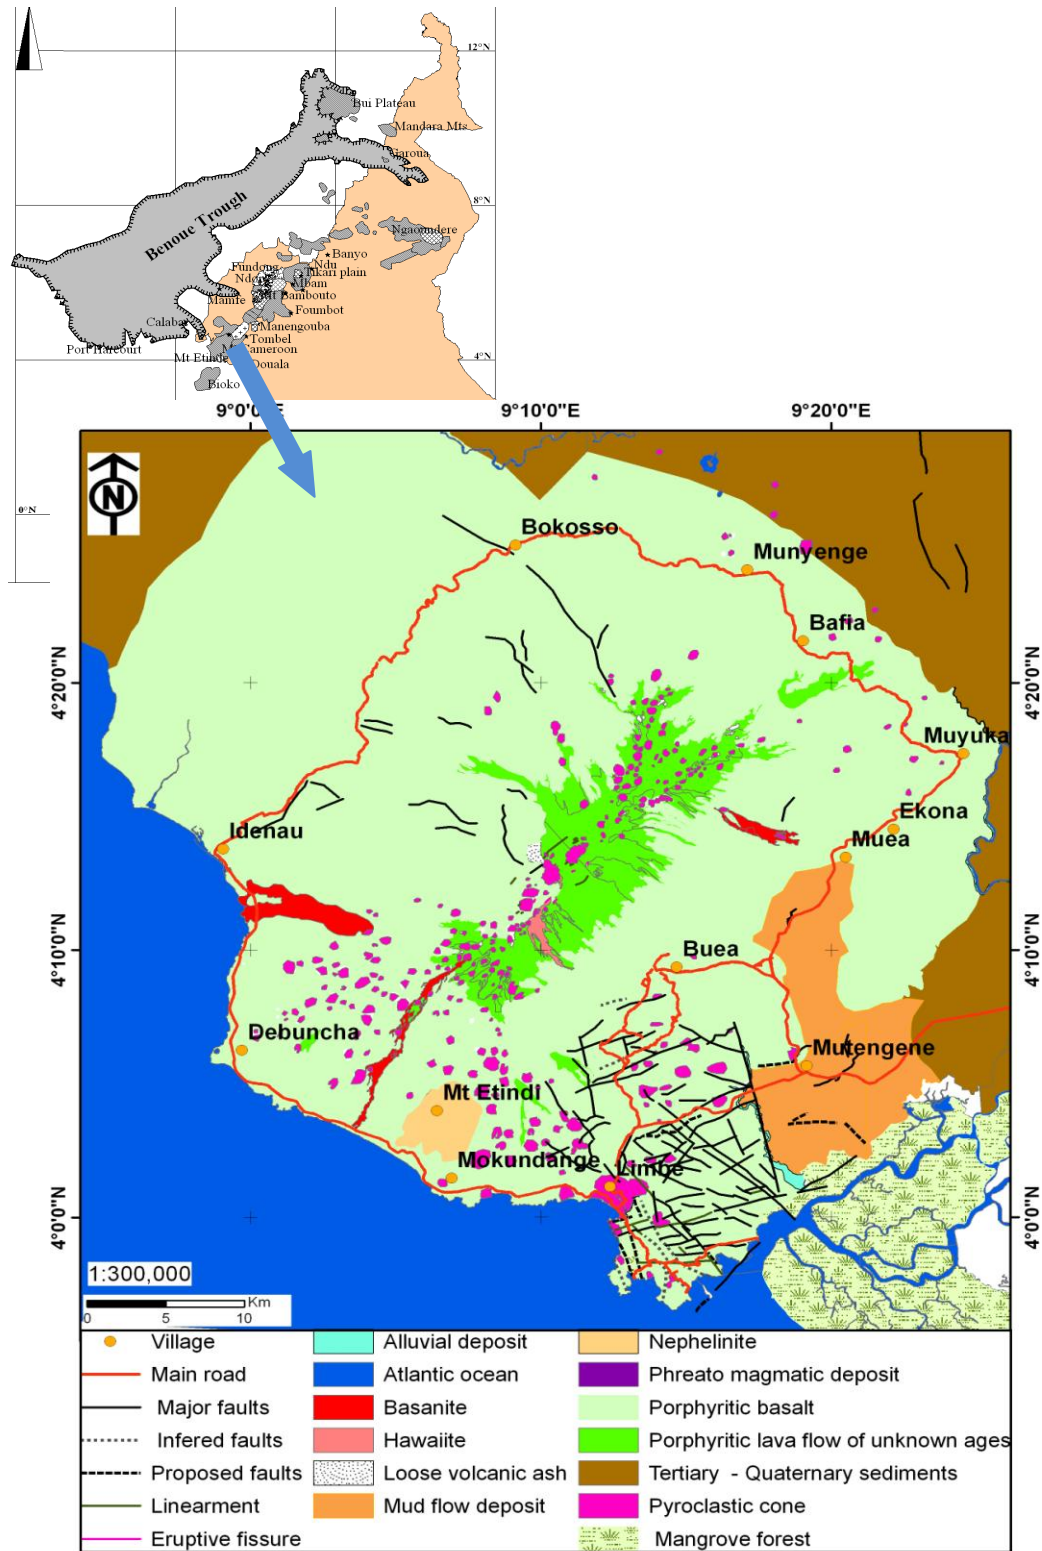 12°N
Bui Plateau
Mandara Mts
Garoua
8°N
Benoue Trough
Ngaoundere
Banyo
Ndu
Fundong
Tikari plain
Mbam
Mt Bambouto
Mamfe
Foumbot
Calabar
Manengouba
Tombel
Port Harcourt
Mt Cameroon
Mt Etinde
4°N
Douala
Bioko
0°N
9°0'0"E
9°10'0"E
9°20'0"E
N
Bokosso
Munyenge
Bafia
4°20'0"N
4°20'0"N
Muyuka
Ekona
Idenau
Muea
4°10'0"N
Buea
4°10'0"N
Debuncha
Mutengene
Mt Etindi
Mokundange
Limbe
4°0'0"N
4°0'0"N
1:300,000
Km
0 5 10
Village
Alluvial deposit
Nephelinite
Main road
Atlantic ocean
Phreato magmatic deposit
Major faults
Basanite
Porphyritic basalt
Infered faults
Hawaiite
Porphyritic lava flow of unknown ages
Proposed faults
Loose volcanic ash
Tertiary - Quaternary sediments
Linearment
Mud flow deposit
Pyroclastic cone
Eruptive fissure
Mangrove forest